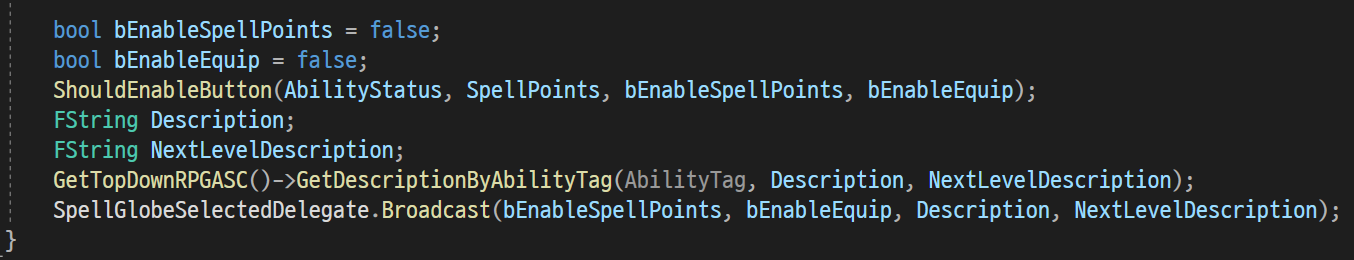 bool bEnableSpellPoints = false;
bool bEnableEquip = false;
ShouldEnableButton(AbilityStatus, SpellPoints, bEnableSpellPoints, bEnableEquip);
FString Description;
FString NextLevelDescription;
GetTopDownRPGASC()->GetDescriptionByAbilityTag(AbilityTag, Description, NextLevelDescription);
SpellGlobeSelectedDelegate.Broadcast(bEnableSpellPoints, bEnableEquip, Description, NextLevelDescription);
}